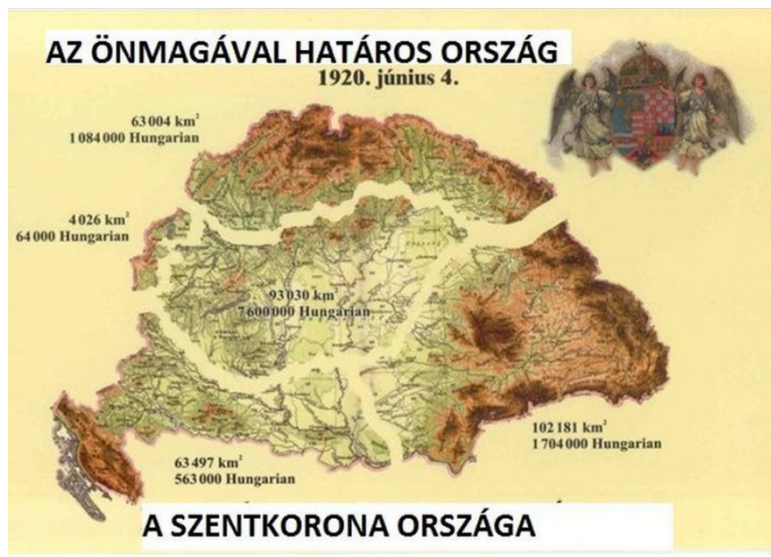 AZ ÖNMAGÁVAL HATÁROS ORSZÁG
1920. június 4.
63 004 km²
1 084 000 Hungarian
4 026 km²
64 000 Hungarian
93 030 km²
7 600 000 Hungarian
102 181 km²
1 704 000 Hungarian
63 497 km²
563 000 Hungarian
A SZENTKORONA ORSZÁGA